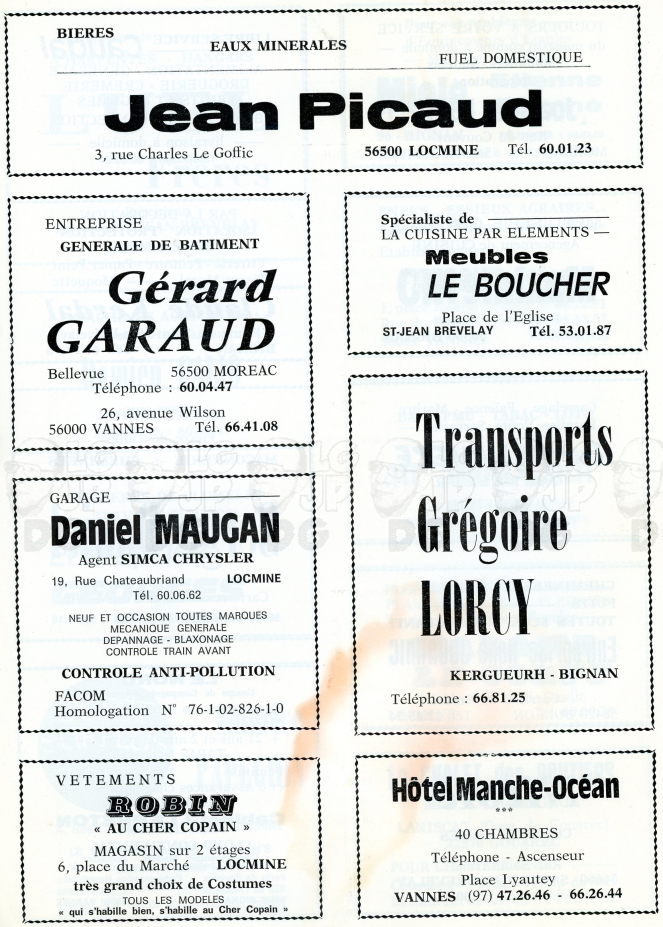 BIERES
EAUX MINERALES
FUEL DOMESTIQUE
Jean Picaud
3, rue Charles Le Goffic 56500 LOCMINE Tél. 60.01.23
ENTREPRISE
GENERALE DE BATIMENT
Gérard
GARAUD
Bellevue 56500 MOREAC
Téléphone : 60.04.47
26, avenue Wilson
56000 VANNES Tél. 66.41.08
Spécialiste de
LA CUISINE PAR ELEMENTS
Meubles
LE BOUCHER
Place de l'Eglise
ST-JEAN BREVELAY Tél. 53.01.87
GARAGE
Daniel MAUGAN
Agent SIMCA CHRYSLER
19, Rue Chateaubriand LOCMINE
Tél. 60.06.62
NEUF ET OCCASION TOUTES MARQUES
MECANIQUE GENERALE
DEPANNAGE - BLAXONAGE
CONTROLE TRAIN AVANT
CONTROLE ANTI-POLLUTION
FACOM
Homologation N° 76-1-02-826-1-0
Transports
Grégoire
LORCY
KERGUEURH - BIGNAN
Téléphone : 66.81.25
VETEMENTS
ROBIN
« AU CHER COPAIN »
MAGASIN sur 2 étages
6, place du Marché LOCMINE
très grand choix de Costumes
TOUS LES MODELES
« qui s'habille bien, s'habille au Cher Copain »
Hôtel Manche-Océan
***
40 CHAMBRES
Téléphone - Ascenseur
Place Lyautey
VANNES (97) 47.26.46 - 66.26.44